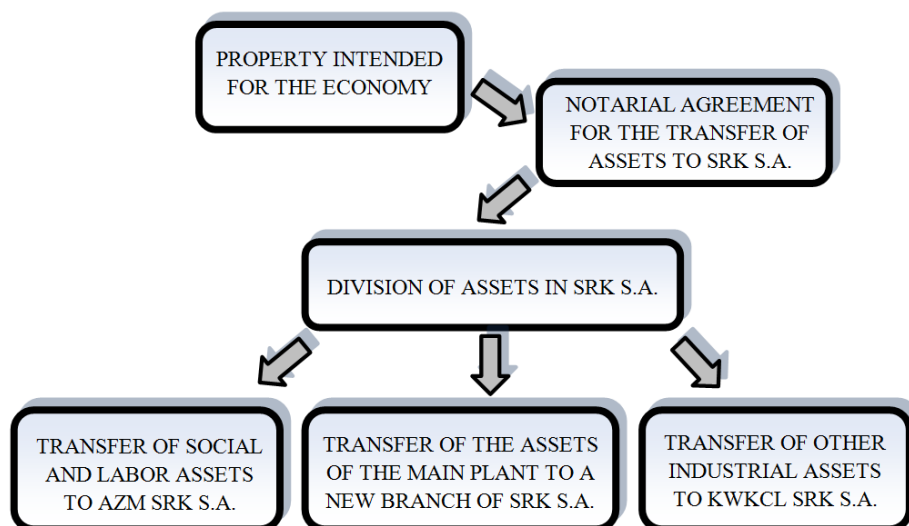 PROPERTY INTENDED
FOR THE ECONOMY
NOTARIAL AGREEMENT
FOR THE TRANSFER OF
ASSETS TO SRK S.A.
DIVISION OF ASSETS IN SRK S.A.
TRANSFER OF SOCIAL
AND LABOR ASSETS
TO AZM SRK S.A.
TRANSFER OF THE ASSETS
OF THE MAIN PLANT TO A
NEW BRANCH OF SRK S.A.
TRANSFER OF OTHER
INDUSTRIAL ASSETS
TO KWKCL SRK S.A.